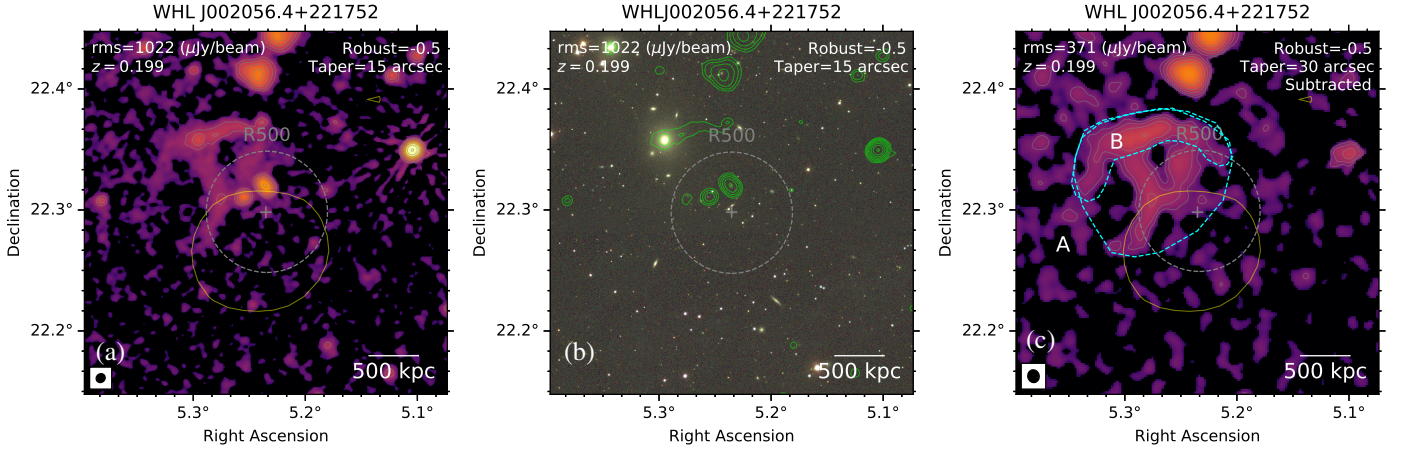 WHL J002056.4+221752
rms=1022 (μJy/beam)
Robust=-0.5
z=0.199
Taper=15 arcsec
22.4°
22.3°
22.2°
R500
(a)
500 kpc
5.3°
5.2°
5.1°
Right Ascension
Declination
WHLJ002056.4+221752
rms=1022 (μJy/beam)
Robust=-0.5
z=0.199
Taper=15 arcsec
22.4°
22.3°
22.2°
R500
(b)
500 kpc
5.3°
5.2°
5.1°
Right Ascension
Declination
WHL J002056.4+221752
rms=371 (μJy/beam)
Robust=-0.5
z=0.199
Taper=30 arcsec
Subtracted
22.4°
22.3°
22.2°
B
R500
A
(c)
500 kpc
5.3°
5.2°
5.1°
Right Ascension
Declination